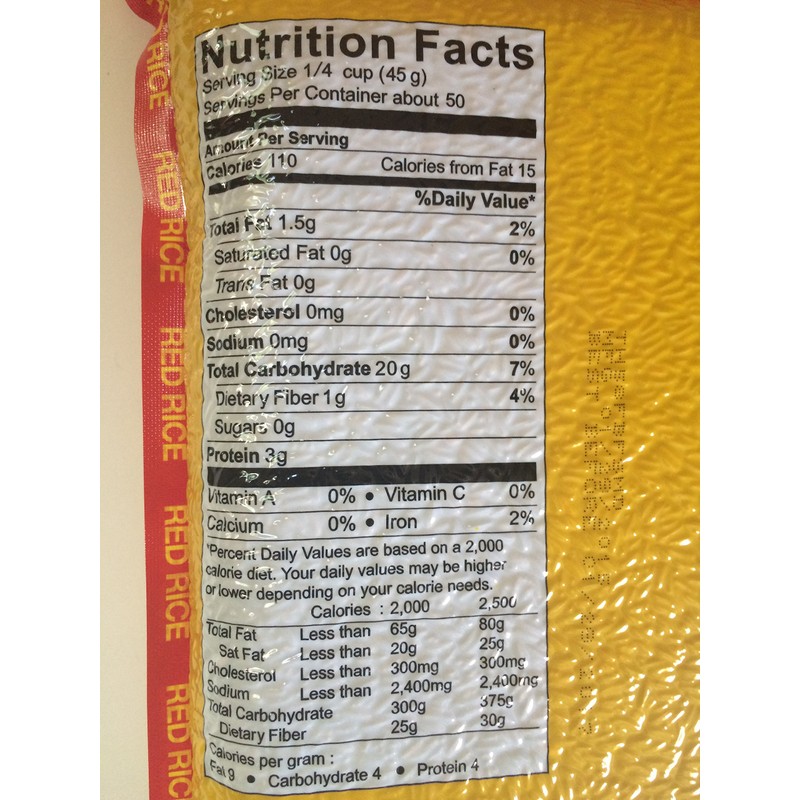 Nutrition Facts
Serving Size 1/4 cup (45 g)
Servings Per Container about 50
Amount Per Serving
Calories 110 Calories from Fat 15
%Daily Value*
Total Fat 1.5g 2%
Saturated Fat 0g 0%
Trans Fat 0g
Cholesterol 0mg 0%
Sodium 0mg 0%
Total Carbohydrate 20g 7%
Dietary Fiber 1g 4%
Sugars 0g
Protein 3g
Vitamin A 0% • Vitamin C 0%
Calcium 0% • Iron 2%
*Percent Daily Values are based on a 2,000
calorie diet. Your daily values may be higher
or lower depending on your calorie needs.
Calories : 2,000 2,500
Total Fat Less than 65g 80g
Sat Fat Less than 20g 25g
Cholesterol Less than 300mg 300mg
Sodium Less than 2,400mg 2,400mg
Total Carbohydrate 300g 375g
Dietary Fiber 25g 30g
Calories per gram :
Fat 9 • Carbohydrate 4 • Protein 4
RICE
RED RICE
RED RICE
RED RICE
RED RIC
BEST BEFORE